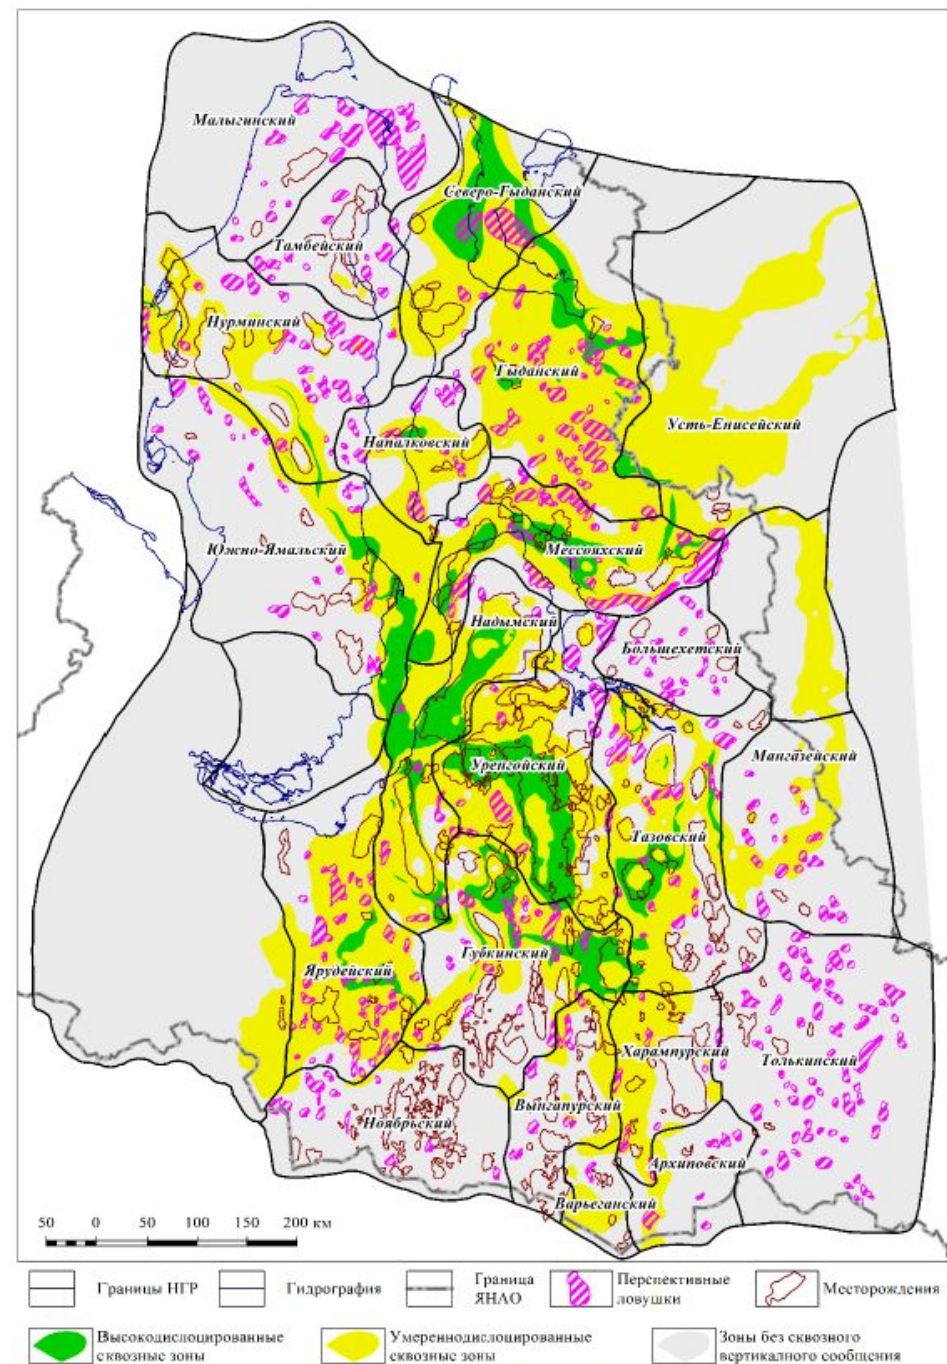 Малыгинский
Северо-Гыданский
Тамбейский
Нурминский
Гыданский
Усть-Енисейский
Напалковский
Южно-Ямальский
Мессояхский
Надымский
Большехетский
Уренгойский
Мангазейский
Тазовский
Губкинский
Ярудейский
Харампурский
Толькинский
Вынгапурский
Ноябрьский
Архиповский
Варьеганский
50 0 50 100 150 200 км
Границы НГР
Гидрография
Граница
ЯНАО
Перспективные
ловушки
Месторождения
Высокодислоцированные
сквозные зоны
Умереннодислоцированные
сквозные зоны
Зоны без сквозного
вертикалного сообщения